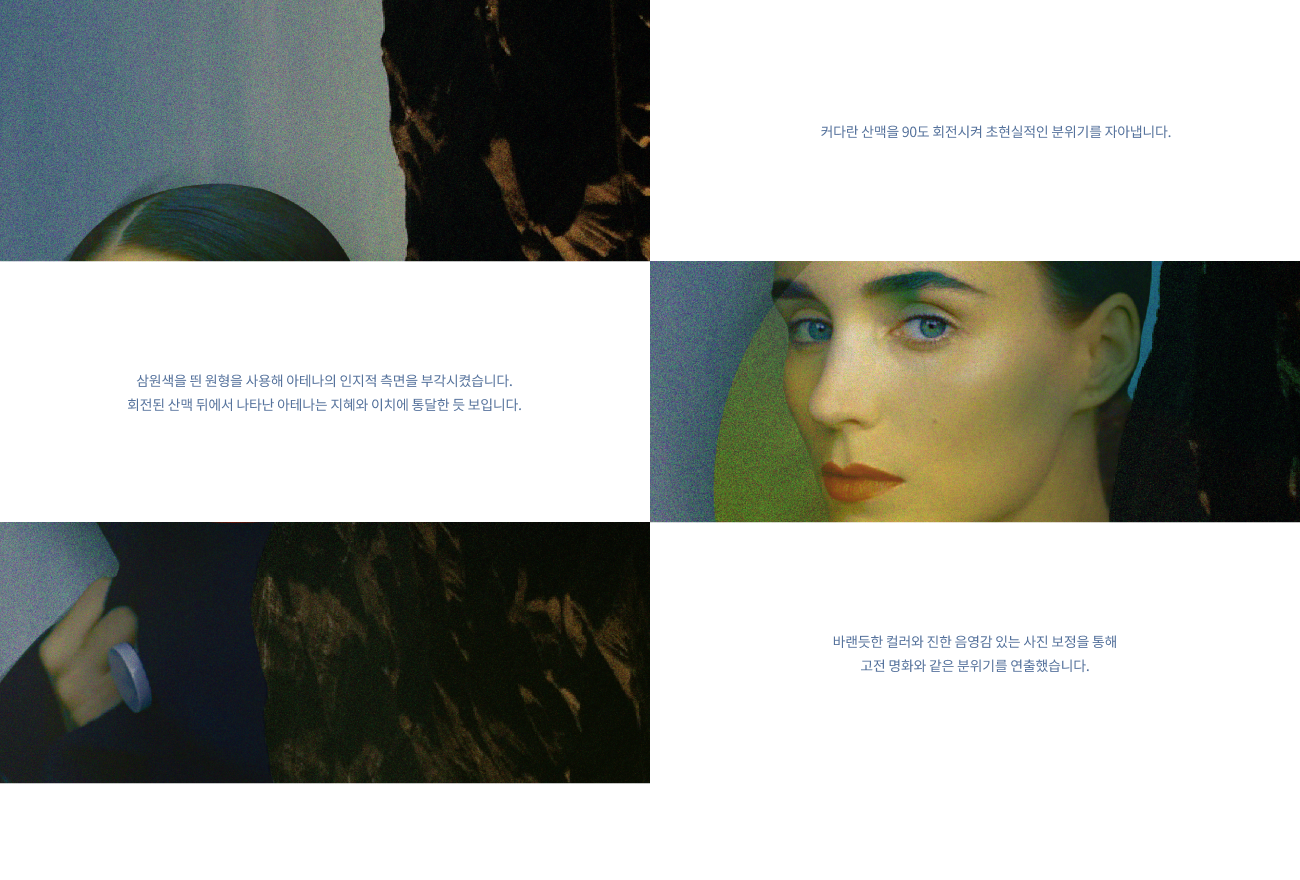 커다란 산맥을 90도 회전시켜 초현실적인 분위기를 자아냅니다.
삼원색을 띈 원형을 사용해 아테나의 인지적 측면을 부각시켰습니다.
회전된 산맥 뒤에서 나타난 아테나는 지혜와 이치에 통달한 듯 보입니다.
바랜듯한 컬러와 진한 음영감 있는 사진 보정을 통해
고전 명화와 같은 분위기를 연출했습니다.